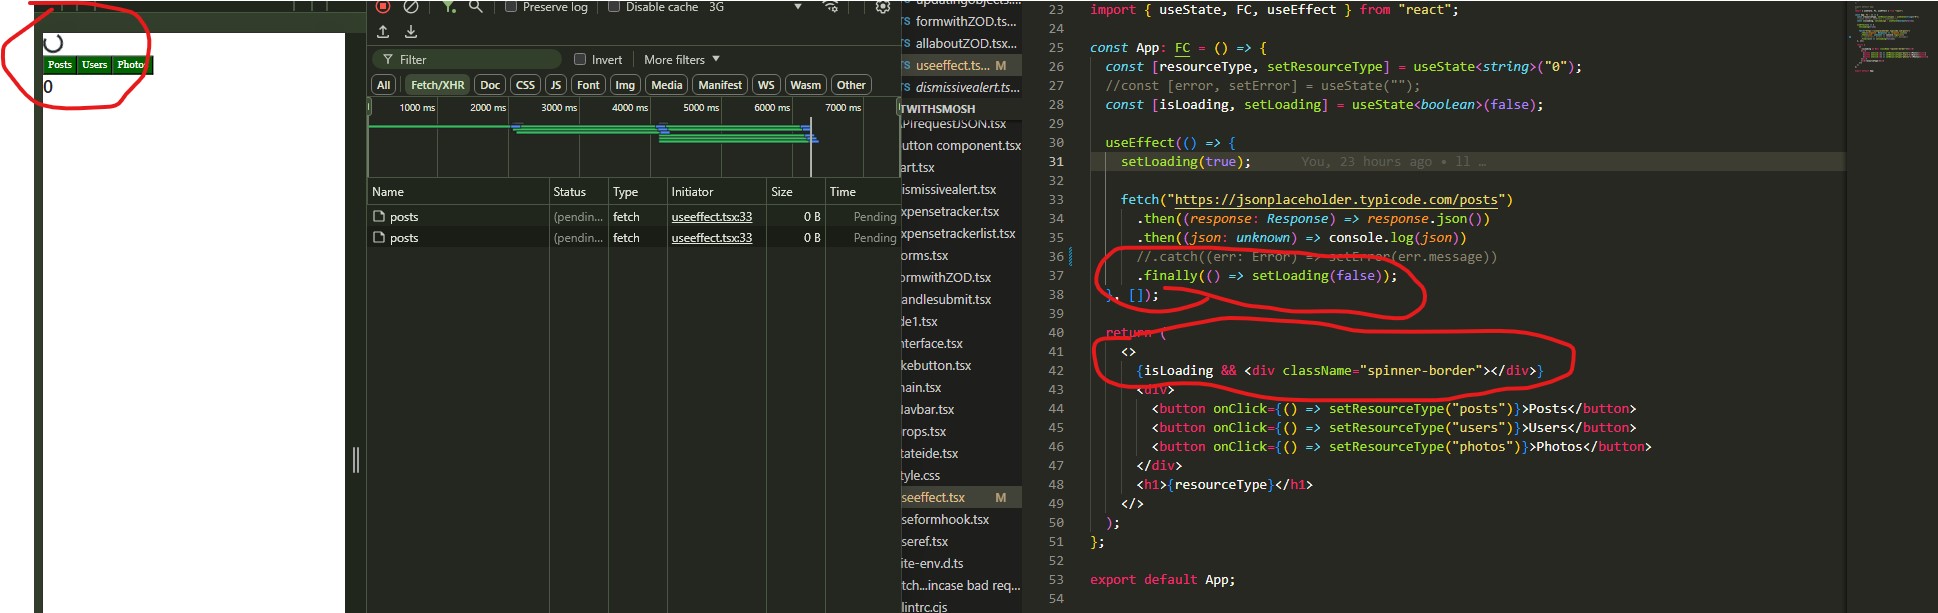 Posts Users Photo
0
Preserve log Disable cache 3G
Filter Invert More filters
All Fetch/XHR Doc CSS JS Font Img Media Manifest WS Wasm Other
1000 ms 2000 ms 3000 ms 4000 ms 5000 ms 6000 ms 7000 ms
Name Status Type Initiator Size Time
posts (pendin... fetch useeffect.tsx:33 0 B Pending
posts (pendin... fetch useeffect.tsx:33 0 B Pending
formwithZOD.ts...
allaboutZOD.tsx...
useeffect.ts... M
dismissivealert.ts...
TWITHSMOSH
PIrequestJSON.tsx
utton component.tsx
art.tsx
ismissivealert.tsx
xpensetracker.tsx
xpensetrackerlist.tsx
orms.tsx
ormwithZOD.tsx
andlesubmit.tsx
de1.tsx
nterface.tsx
kebutton.tsx
nain.tsx
avbar.tsx
rops.tsx
tateide.tsx
tyle.css
seeffect.tsx M
seformhook.tsx
seref.tsx
ite-env.d.ts
tch...incase bad req...
lintrc.cjs
23 import { useState, FC, useEffect } from "react";
24
25 const App: FC = () => {
26 const [resourceType, setResourceType] = useState<string>("0");
27 //const [error, setError] = useState("");
28 const [isLoading, setLoading] = useState<boolean>(false);
29
30 useEffect(() => {
31 setLoading(true); You, 23 hours ago • ll …
32
33 fetch("https://jsonplaceholder.typicode.com/posts")
34 .then((response: Response) => response.json())
35 .then((json: unknown) => console.log(json))
36 //.catch((err: Error) => setError(err.message))
37 .finally(() => setLoading(false));
38 }, []);
39
40 return (
41 <>
42 {isLoading && <div className="spinner-border"></div>}
43 <div>
44 <button onClick={() => setResourceType("posts")}>Posts</button>
45 <button onClick={() => setResourceType("users")}>Users</button>
46 <button onClick={() => setResourceType("photos")}>Photos</button>
47 </div>
48 <h1>{resourceType}</h1>
49 </>
50 );
51 };
52
53 export default App;
54